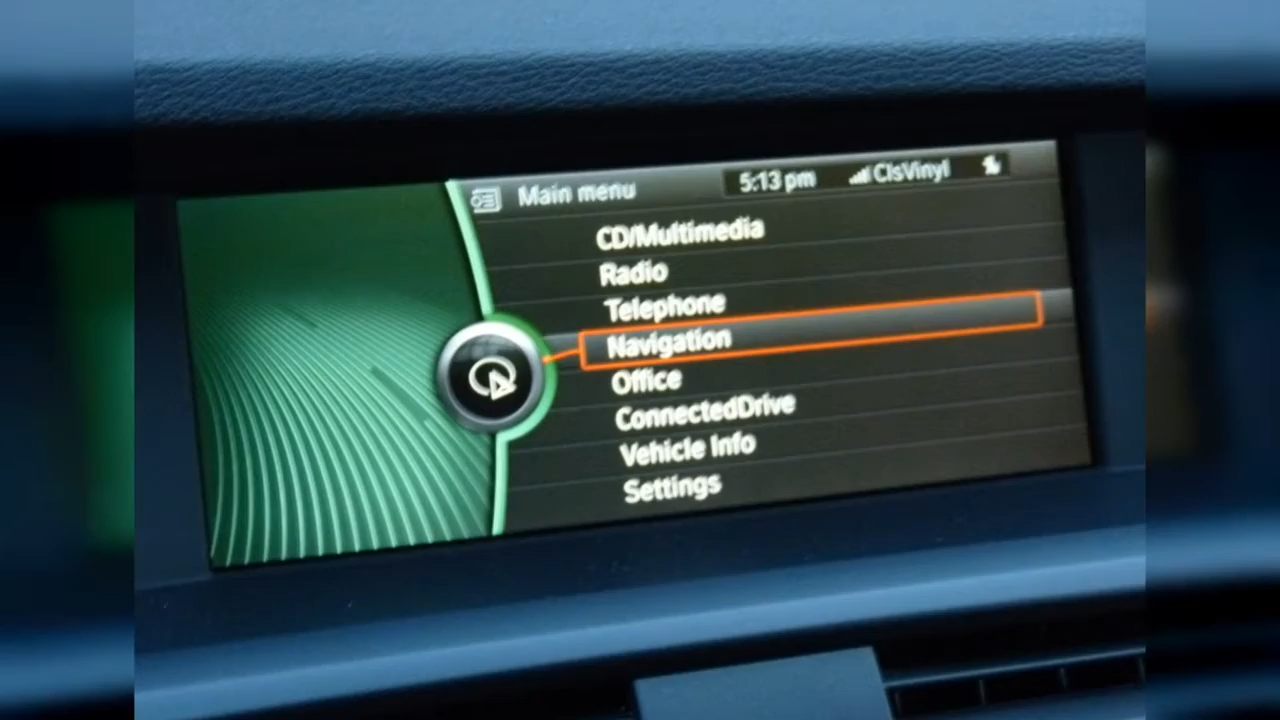 Main menu 5:13 pm ClsVinyl
CD/Multimedia
Radio
Telephone
Navigation
Office
ConnectedDrive
Vehicle Info
Settings